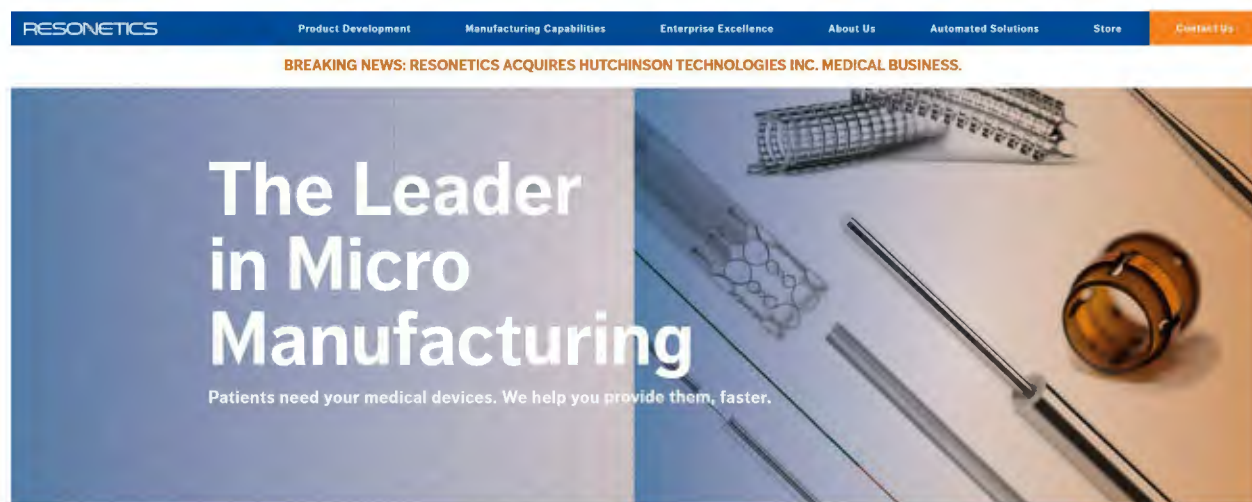 RESONETICS
Product Development
Manufacturing Capabilities
Enterprise Excellence
About Us
Automated Solutions
Store
Contact Us
BREAKING NEWS: RESONETICS ACQUIRES HUTCHINSON TECHNOLOGIES INC. MEDICAL BUSINESS.
The Leader
in Micro
Manufacturing
Patients need your medical devices. We help you provide them, faster.